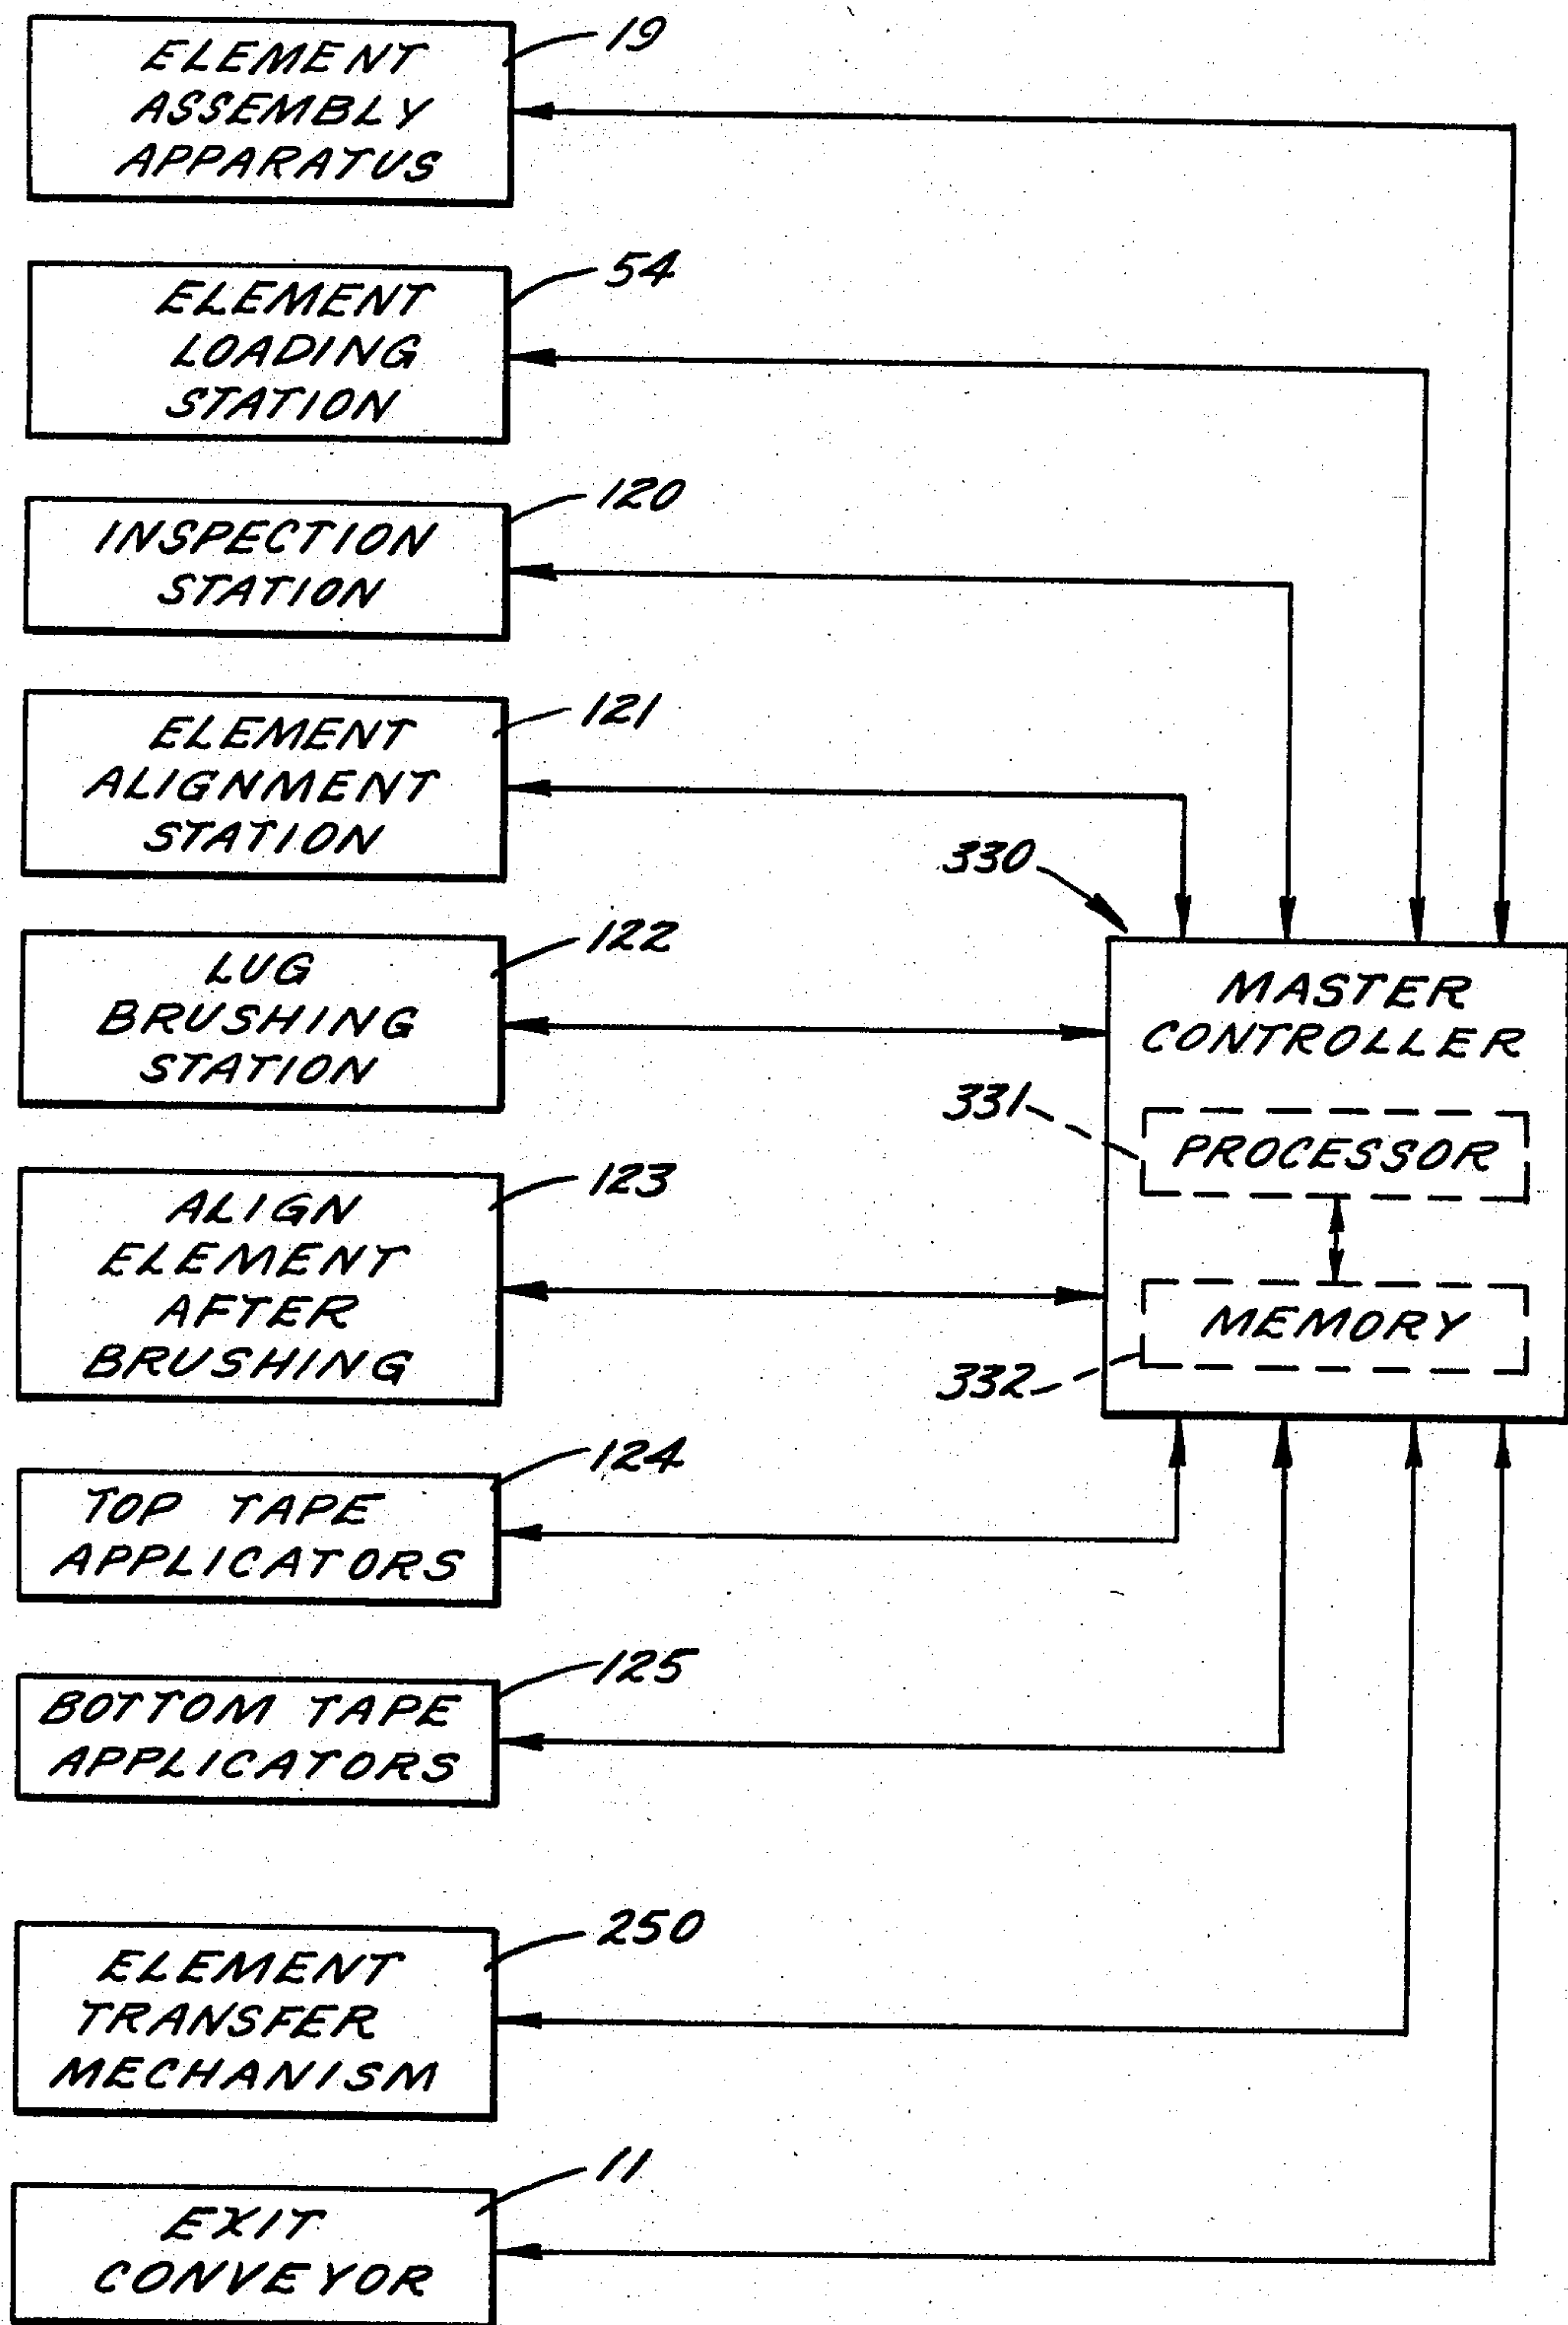 ELEMENT
ASSEMBLY
APPARATUS
19
ELEMENT
LOADING
STATION
54
INSPECTION
STATION
120
ELEMENT
ALIGNMENT
STATION
121
LUG
BRUSHING
STATION
122
330
MASTER
CONTROLLER
331
PROCESSOR
MEMORY
332
ALIGN
ELEMENT
AFTER
BRUSHING
123
TOP TAPE
APPLICATORS
124
BOTTOM TAPE
APPLICATORS
125
ELEMENT
TRANSFER
MECHANISM
250
EXIT
CONVEYOR
11